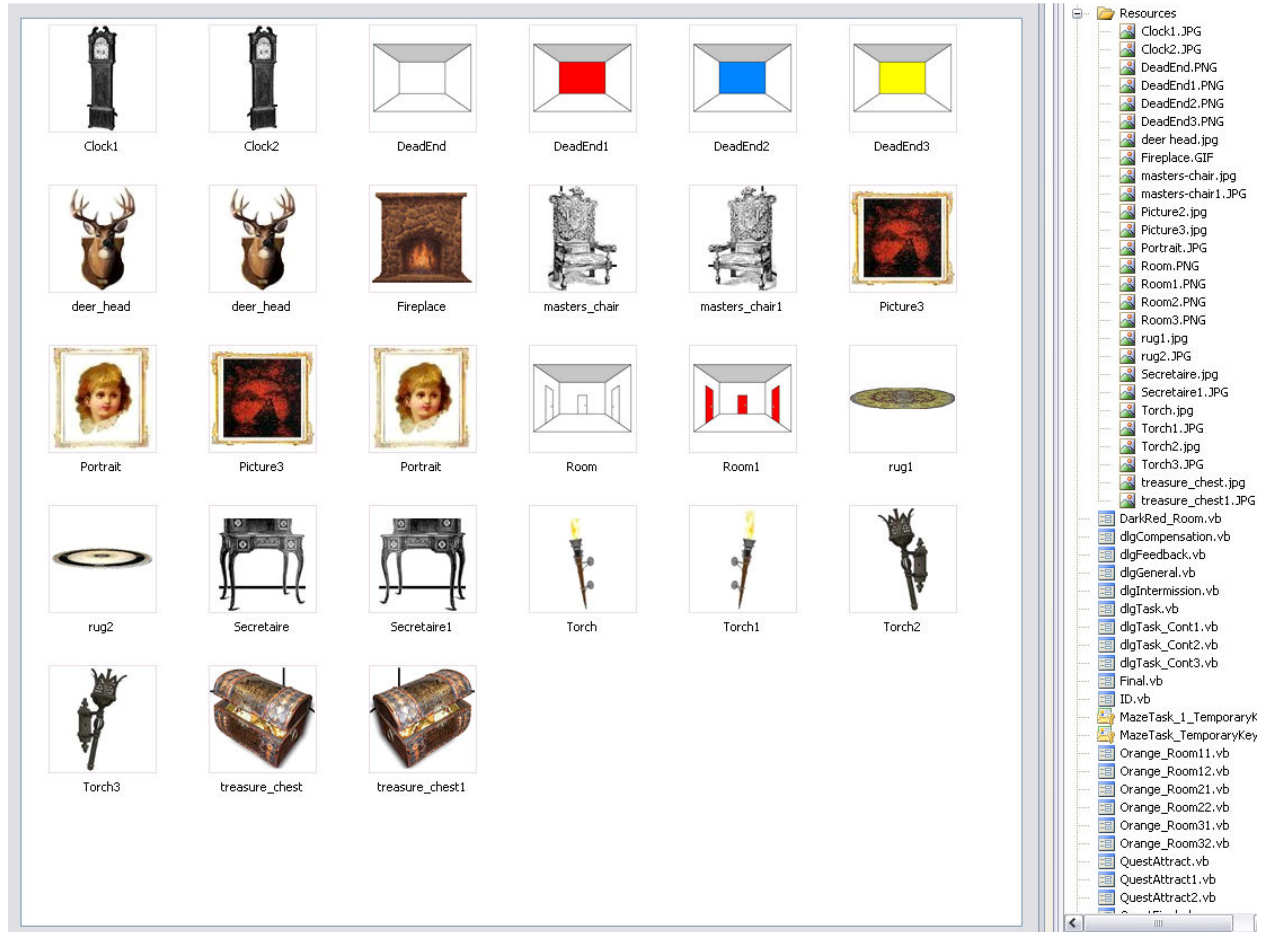 Clock1
Clock2
DeadEnd
DeadEnd1
DeadEnd2
DeadEnd3
deer_head
deer_head
Fireplace
masters_chair
masters_chair1
Picture3
Portrait
Picture3
Portrait
Room
Room1
rug1
rug2
Secretaire
Secretaire1
Torch
Torch1
Torch2
Torch3
treasure_chest
treasure_chest1
Resources
Clock1.JPG
Clock2.JPG
DeadEnd.PNG
DeadEnd1.PNG
DeadEnd2.PNG
DeadEnd3.PNG
deer head.jpg
Fireplace.GIF
masters-chair.jpg
masters-chair1.JPG
Picture2.jpg
Picture3.jpg
Portrait.JPG
Room.PNG
Room1.PNG
Room2.PNG
Room3.PNG
rug1.jpg
rug2.JPG
Secretaire.jpg
Secretaire1.JPG
Torch.jpg
Torch1.JPG
Torch2.jpg
Torch3.JPG
treasure_chest.jpg
treasure_chest1.JPG
DarkRed_Room.vb
dlgCompensation.vb
dlgFeedback.vb
dlgGeneral.vb
dlgIntermission.vb
dlgTask.vb
dlgTask_Cont1.vb
dlgTask_Cont2.vb
dlgTask_Cont3.vb
Final.vb
ID.vb
MazeTask_1_TemporaryK
MazeTask_TemporaryKey
Orange_Room11.vb
Orange_Room12.vb
Orange_Room21.vb
Orange_Room22.vb
Orange_Room31.vb
Orange_Room32.vb
QuestAttract.vb
QuestAttract1.vb
QuestAttract2.vb